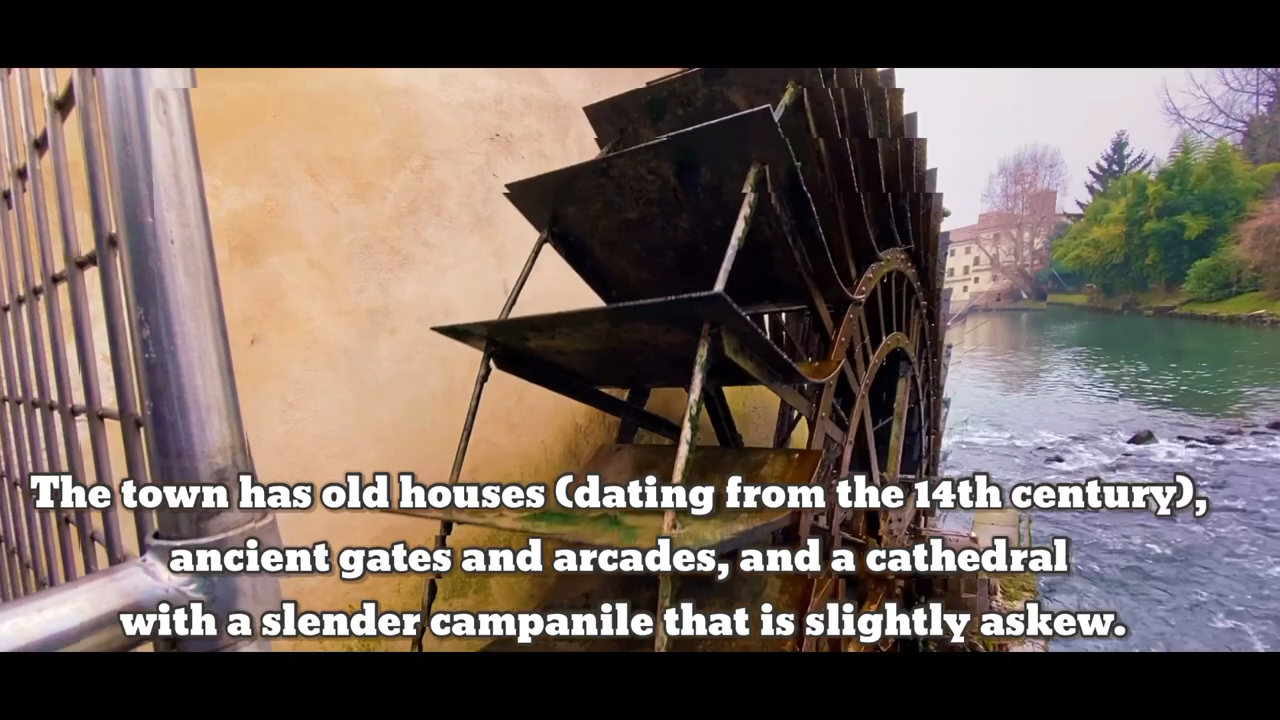 The town has old houses (dating from the 14th century),
ancient gates and arcades, and a cathedral
with a slender campanile that is slightly askew.